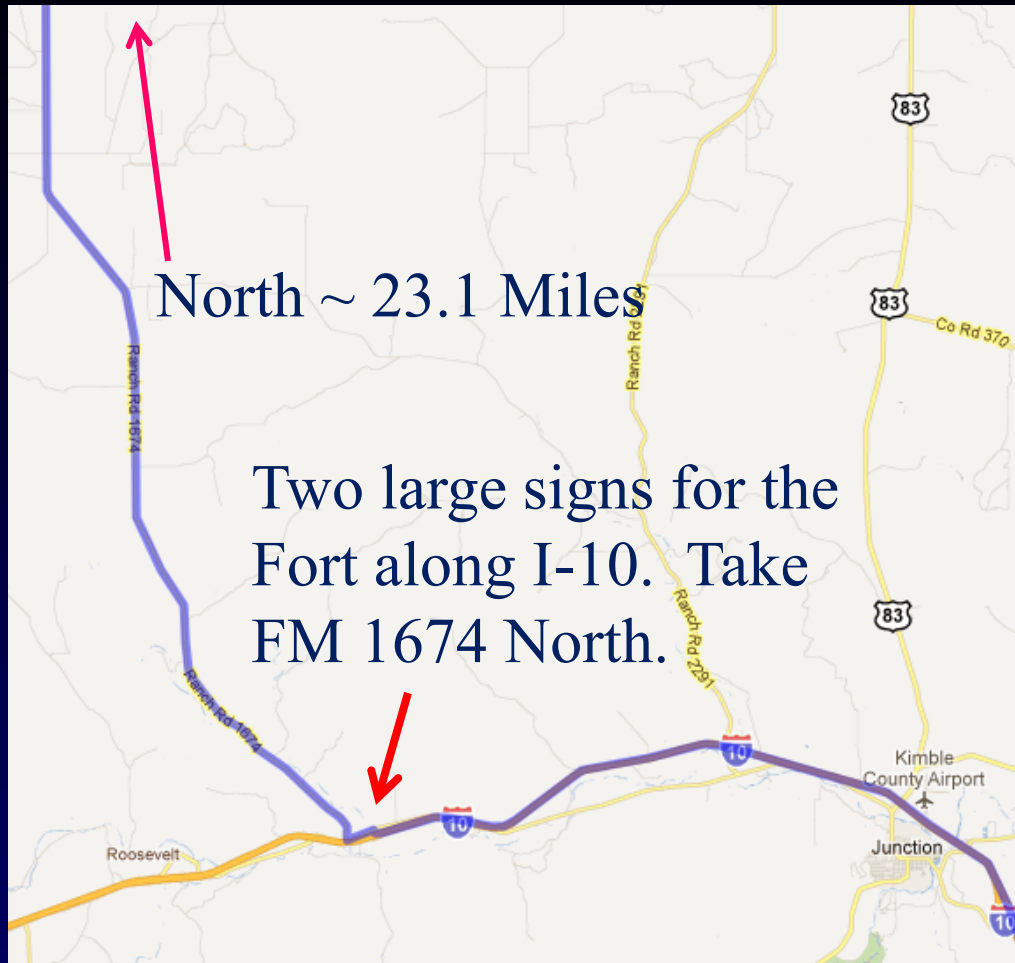 83
North ~ 23.1 Miles
83
Co Rd 370
Ranch Rd 2291
Ranch Rd 1674
Two large signs for the
Fort along I-10. Take
FM 1674 North.
83
Ranch Rd 2291
Ranch Rd 1674
10
Kimble
County Airport
10
Roosevelt
Junction
10